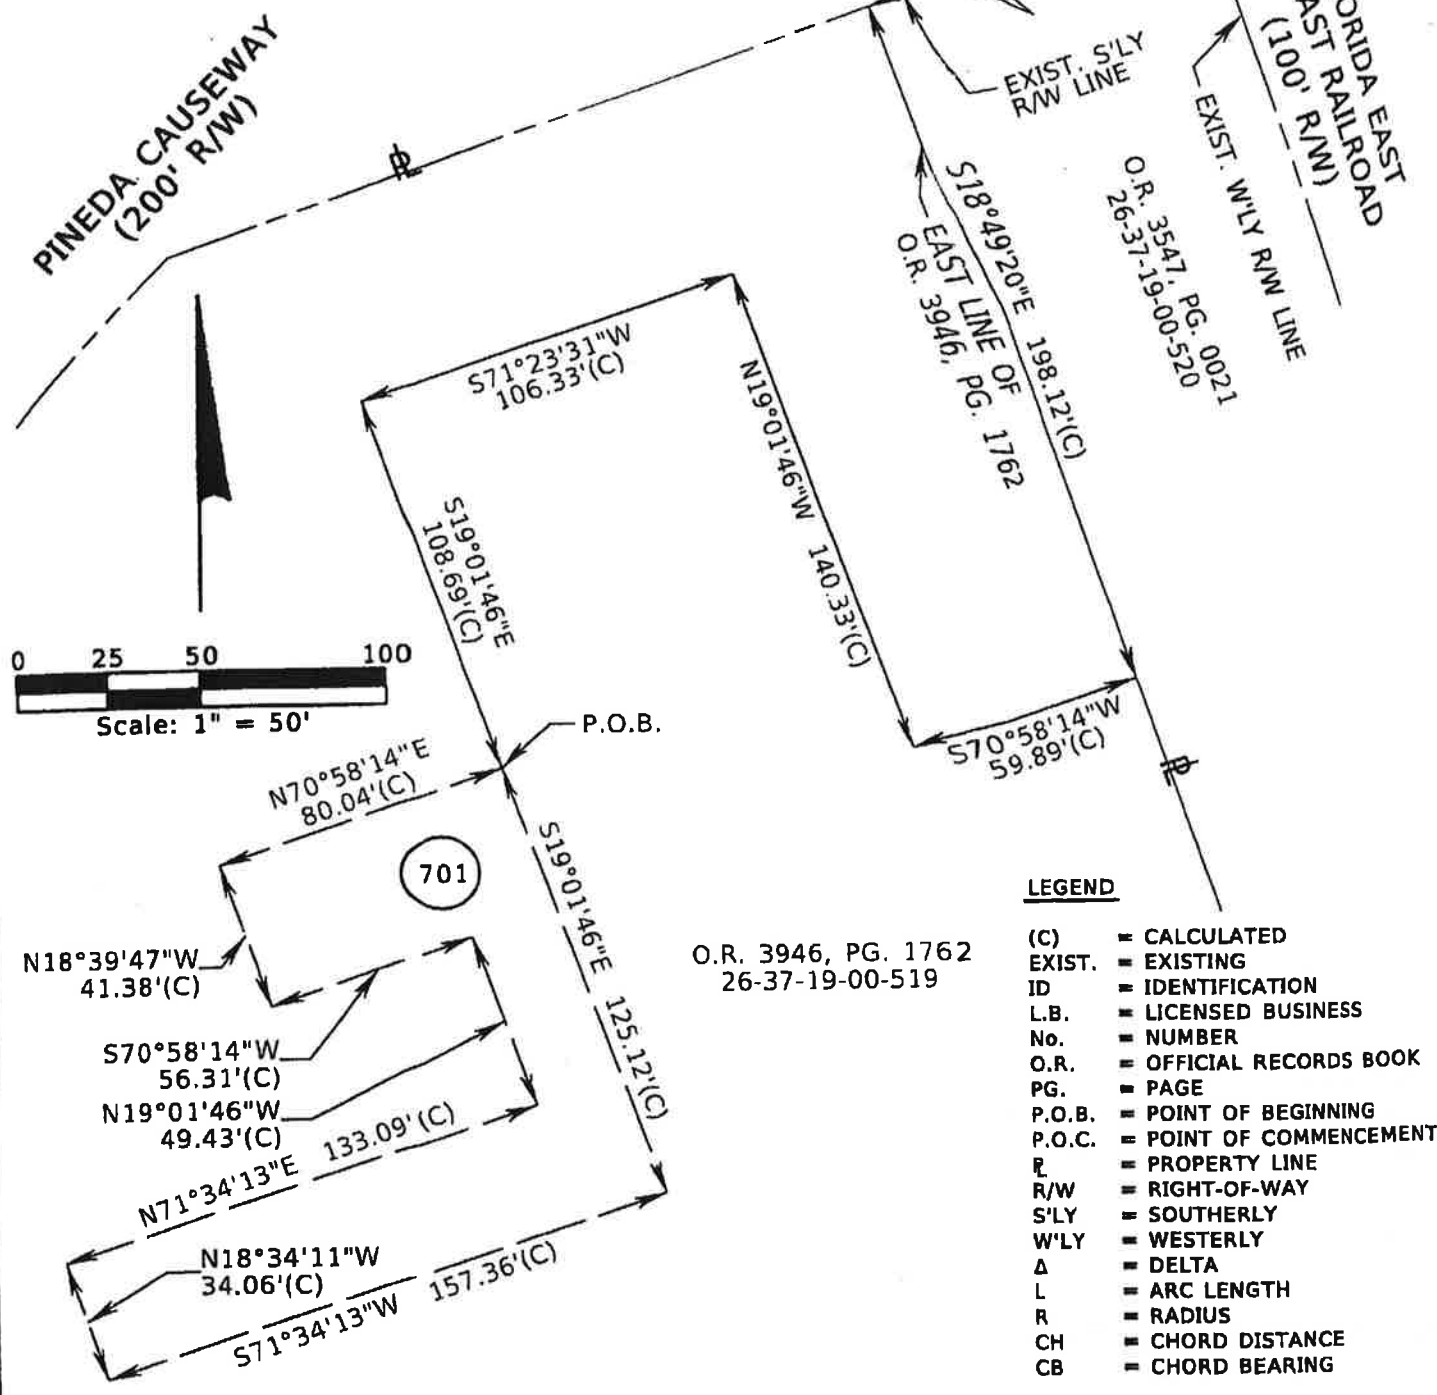 PINEDA CAUSEWAY
(200' R/W)
EXIST. S'LY
R/W LINE
EAST
RAILROAD
(100' R/W)
EXIST. W'LY R/W LINE
O.R. 3547, PG. 0021
26-37-19-00-520
S18°49'20"E 198.12'(C)
EAST LINE OF
O.R. 3946, PG. 1762
S71°23'31"W
106.33'(C)
N19°01'46"W 140.33'(C)
S19°01'46"E
108.69'(C)
0 25 50 100
Scale: 1" = 50'
P.O.B.
S70°58'14"W
59.89'(C)
N70°58'14"E
80.04'(C)
701
S19°01'46"E 125.12'(C)
N18°39'47"W
41.38'(C)
S70°58'14"W
56.31'(C)
N19°01'46"W
49.43'(C)
N71°34'13"E 133.09'(C)
N18°34'11"W
34.06'(C)
S71°34'13"W 157.36'(C)
O.R. 3946, PG. 1762
26-37-19-00-519
LEGEND
(C) = CALCULATED
EXIST. = EXISTING
ID = IDENTIFICATION
L.B. = LICENSED BUSINESS
No. = NUMBER
O.R. = OFFICIAL RECORDS BOOK
PG. = PAGE
P.O.B. = POINT OF BEGINNING
P.O.C. = POINT OF COMMENCEMENT
PL = PROPERTY LINE
R/W = RIGHT-OF-WAY
S'LY = SOUTHERLY
W'LY = WESTERLY
Δ = DELTA
L = ARC LENGTH
R = RADIUS
CH = CHORD DISTANCE
CB = CHORD BEARING